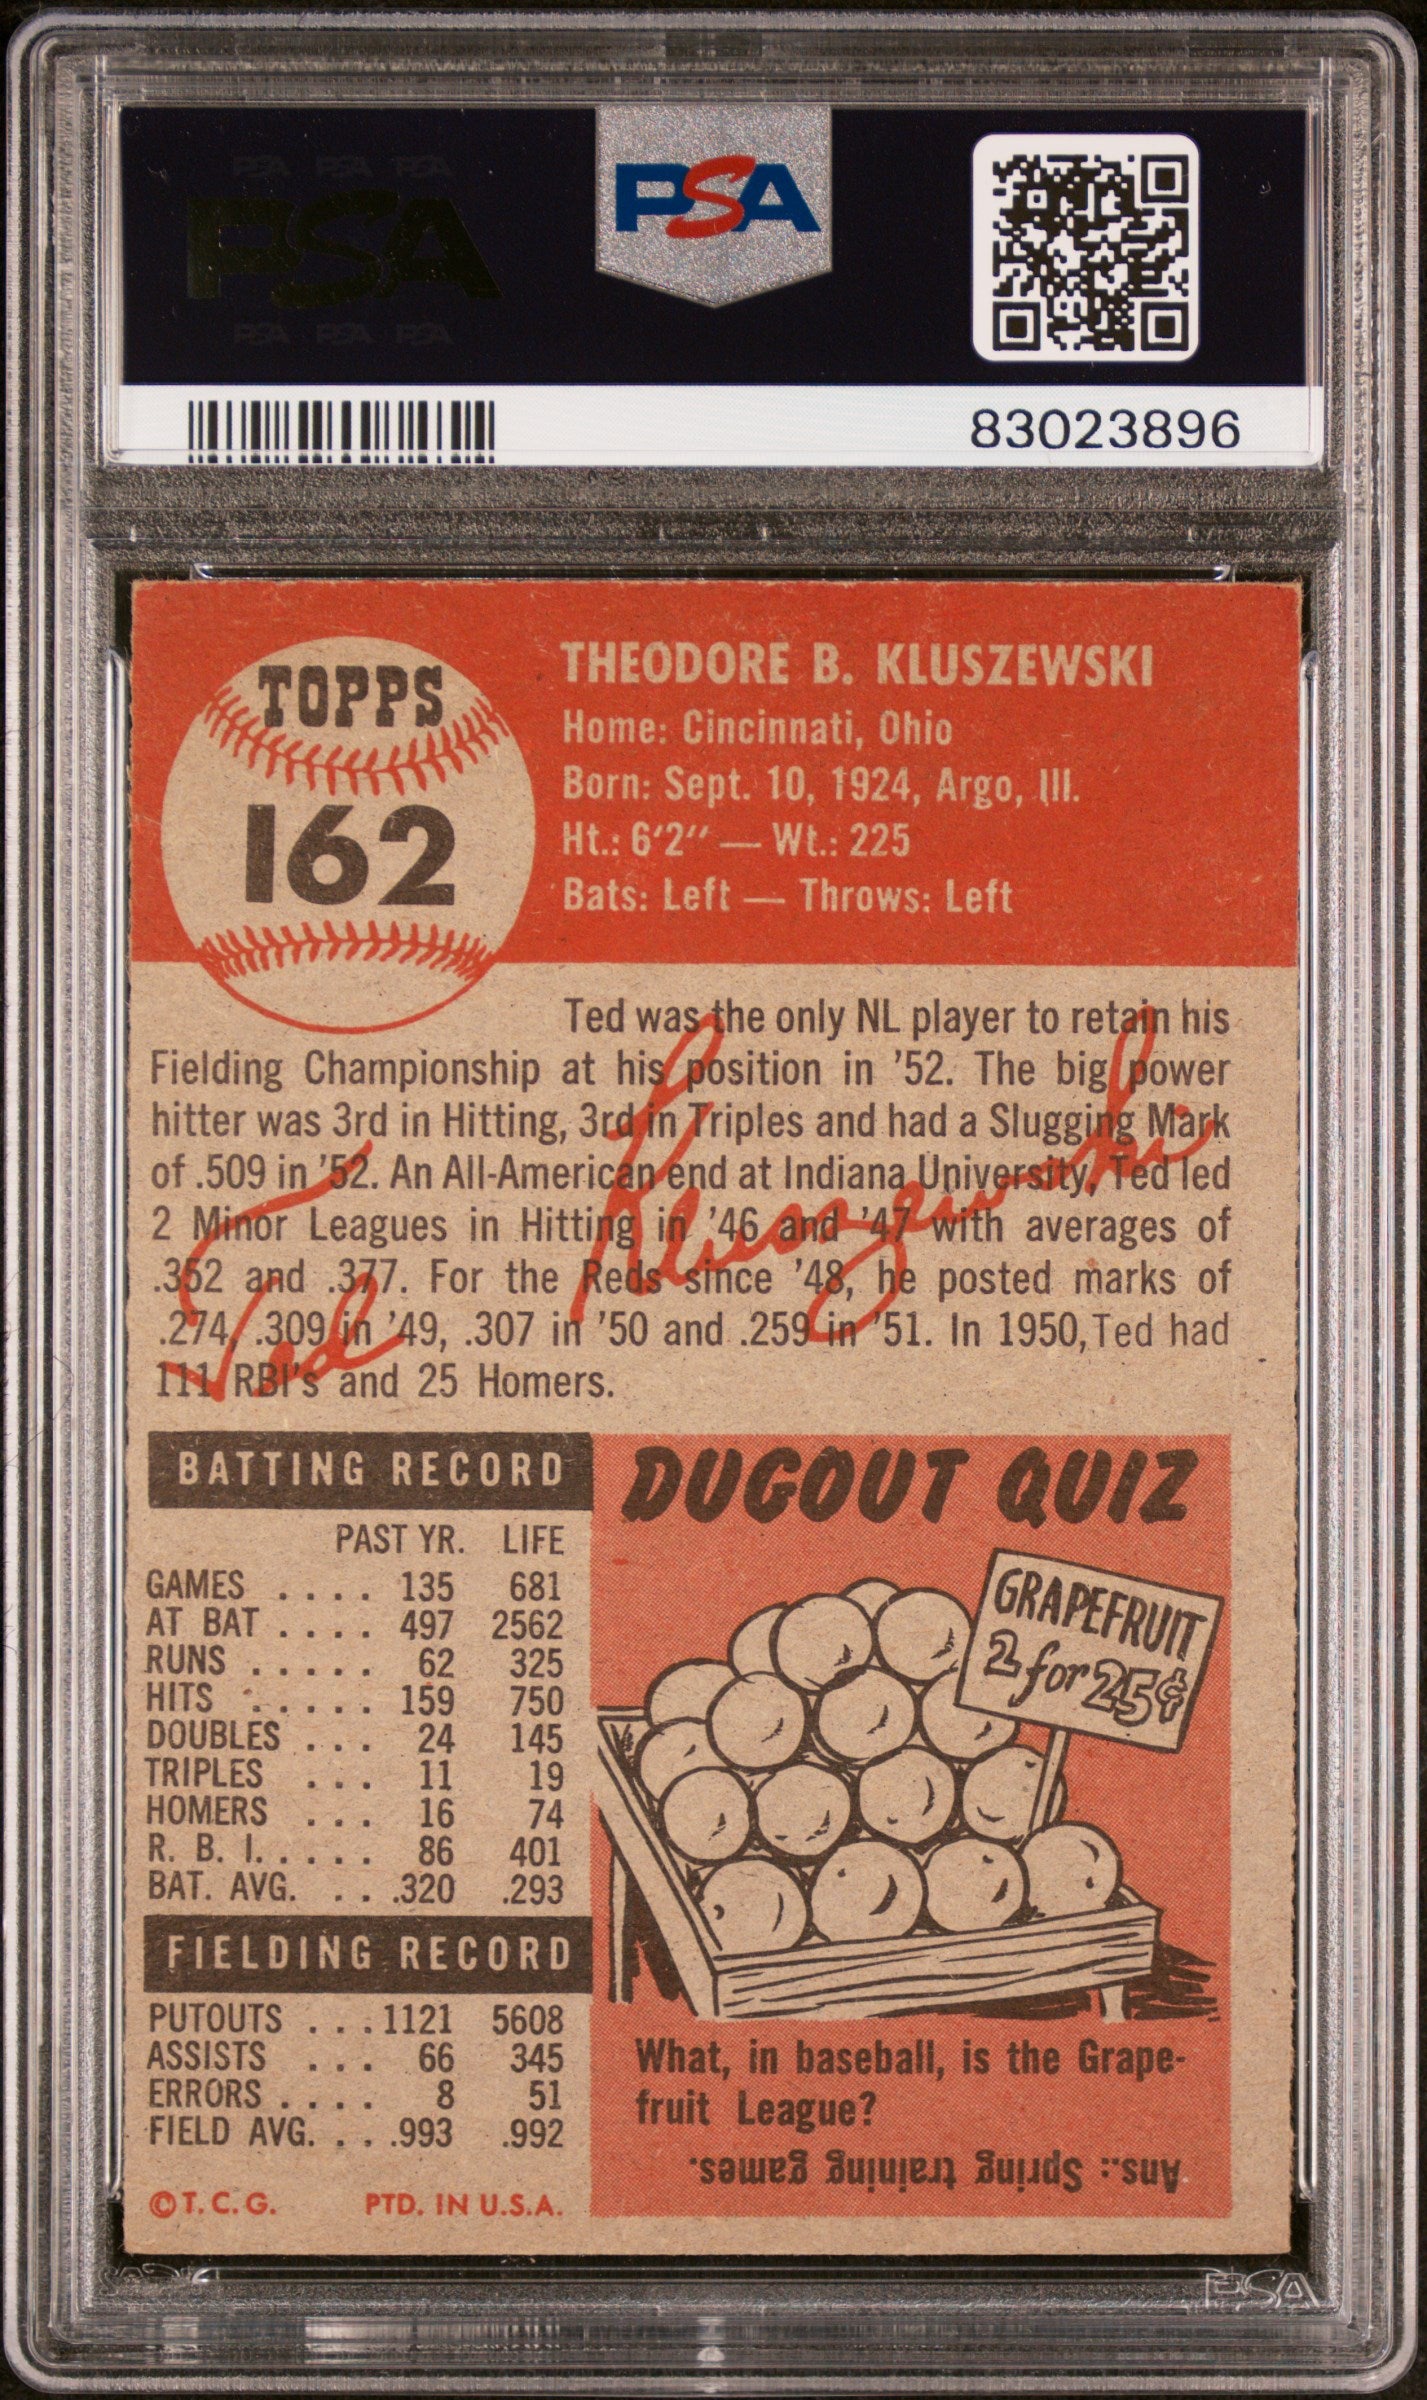 PSA PSA PSA
PSA
PSA PSA PSA
PSA
83023896
TOPPS
162
THEODORE B. KLUSZEWSKI
Home: Cincinnati, Ohio
Born: Sept. 10, 1924, Argo, Ill.
Ht.: 6'2" — Wt.: 225
Bats: Left — Throws: Left
Ted was the only NL player to retain his
Fielding Championship at his position in '52. The big power
hitter was 3rd in Hitting, 3rd in Triples and had a Slugging Mark
of .509 in '52. An All-American end at Indiana University, Ted led
2 Minor Leagues in Hitting in '46 and '47 with averages of
.352 and .377. For the Reds since '48, he posted marks of
.274, .309 in '49, .307 in '50 and .259 in '51. In 1950, Ted had
111 RBI's and 25 Homers.
Ted Kluszewski
BATTING RECORD
PAST YR. LIFE
GAMES .... 135 681
AT BAT .... 497 2562
RUNS ..... 62 325
HITS ..... 159 750
DOUBLES ... 24 145
TRIPLES ... 11 19
HOMERS ... 16 74
R. B. I. ..... 86 401
BAT. AVG. ... .320 .293
FIELDING RECORD
PUTOUTS ... 1121 5608
ASSISTS ... 66 345
ERRORS .... 8 51
FIELD AVG. ... .993 .992
© T. C. G. PTD. IN U.S.A.
DUGOUT QUIZ
GRAPEFRUIT
2 for 25¢
What, in baseball, is the Grape-
fruit League?
Ans.: Spring training games.
PSA